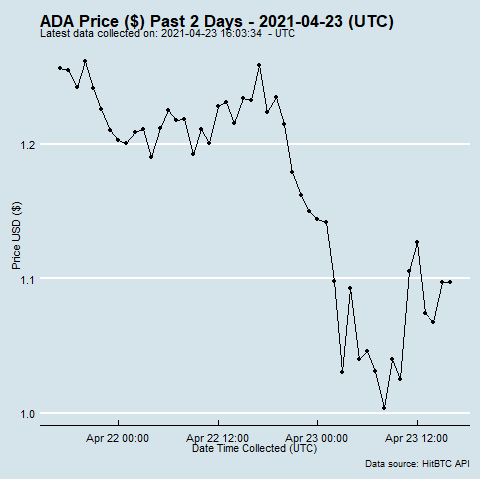 ADA Price ($) Past 2 Days - 2021-04-23 (UTC)
Latest data collected on: 2021-04-23 16:03:34  - UTC
Price USD ($)
1.2
1.1
1.0
Apr 22 00:00
Apr 22 12:00
Apr 23 00:00
Apr 23 12:00
Date Time Collected (UTC)
Data source: HitBTC API